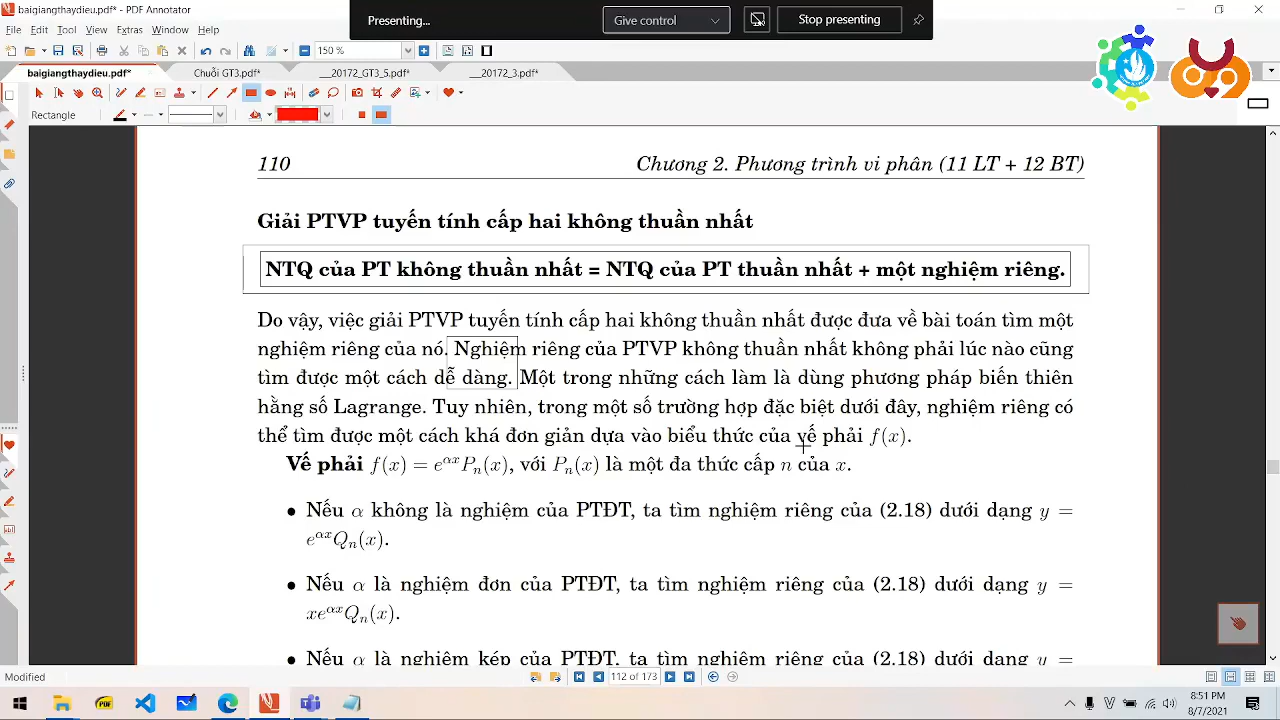 baigiangthaydieu.pdf* - PDF Annotator
Presenting...
Give control
Stop presenting
File Edit Tool View Extras Window Help
150 %
baigiangthaydieu.pdf* Chuỗi GT3.pdf* __20172_GT3_5.pdf* __20172_3.pdf*
Rectangle
110 Chương 2. Phương trình vi phân (11 LT + 12 BT)
Giải PTVP tuyến tính cấp hai không thuần nhất
NTQ của PT không thuần nhất = NTQ của PT thuần nhất + một nghiệm riêng.
Do vậy, việc giải PTVP tuyến tính cấp hai không thuần nhất được đưa về bài toán tìm một
nghiệm riêng của nó. Nghiệm riêng của PTVP không thuần nhất không phải lúc nào cũng
tìm được một cách dễ dàng. Một trong những cách làm là dùng phương pháp biến thiên
hằng số Lagrange. Tuy nhiên, trong một số trường hợp đặc biệt dưới đây, nghiệm riêng có
thể tìm được một cách khá đơn giản dựa vào biểu thức của vế phải f(x).
Vế phải f(x) = e^{αx}P_n(x), với P_n(x) là một đa thức cấp n của x.
• Nếu α không là nghiệm của PTĐT, ta tìm nghiệm riêng của (2.18) dưới dạng y =
e^{αx}Q_n(x).
• Nếu α là nghiệm đơn của PTĐT, ta tìm nghiệm riêng của (2.18) dưới dạng y =
xe^{αx}Q_n(x).
• Nếu α là nghiệm kép của PTĐT, ta tìm nghiệm riêng của (2.18) dưới dạng y =
Modified
112 of 173
8:51 PM
8/7/2021